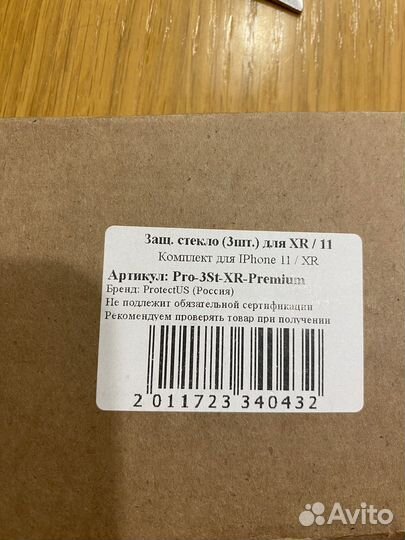 Защ. стекло (3шт.) для XR / 11
Комплект для IPhone 11 / XR
Артикул: Pro-3St-XR-Premium
Бренд: ProtectUS (Россия)
Не подлежит обязательной сертификации
Рекомендуем проверять товар при получении
2 011723 340432
Avito